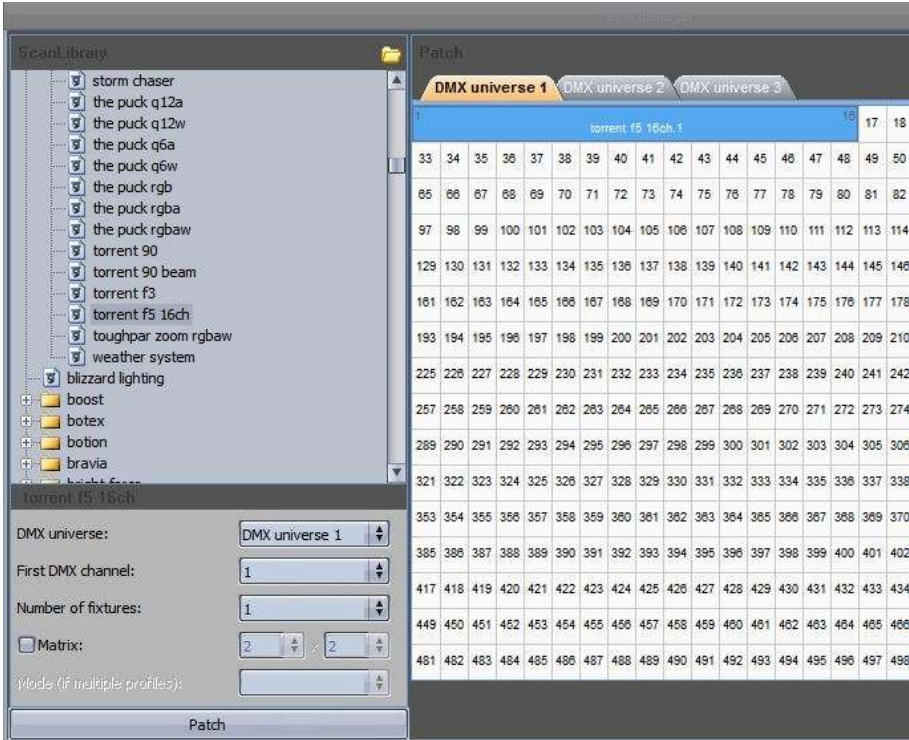 Patch manager
ScanLibrary
storm chaser
the puck q12a
the puck q12w
the puck q6a
the puck q6w
the puck rgb
the puck rgba
the puck rgbaw
torrent 90
torrent 90 beam
torrent f3
torrent f5 16ch
toughpar zoom rgbaw
weather system
blizzard lighting
boost
botex
botion
bravia
torrent f5 16ch
DMX universe:
DMX universe 1
First DMX channel:
1
Number of fixtures:
1
Matrix:
2 x 2
Mode (if multiple profiles):
Patch
Patch
DMX universe 1 DMX universe 2 DMX universe 3
1 torrent f5 16ch.1 16 17 18
33 34 35 36 37 38 39 40 41 42 43 44 45 46 47 48 49 50
65 66 67 68 69 70 71 72 73 74 75 76 77 78 79 80 81 82
97 98 99 100 101 102 103 104 105 106 107 108 109 110 111 112 113 114
129 130 131 132 133 134 135 136 137 138 139 140 141 142 143 144 145 146
161 162 163 164 165 166 167 168 169 170 171 172 173 174 175 176 177 178
193 194 195 196 197 198 199 200 201 202 203 204 205 206 207 208 209 210
225 226 227 228 229 230 231 232 233 234 235 236 237 238 239 240 241 242
257 258 259 260 261 262 263 264 265 266 267 268 269 270 271 272 273 274
289 290 291 292 293 294 295 296 297 298 299 300 301 302 303 304 305 306
321 322 323 324 325 326 327 328 329 330 331 332 333 334 335 336 337 338
353 354 355 356 357 358 359 360 361 362 363 364 365 366 367 368 369 370
385 386 387 388 389 390 391 392 393 394 395 396 397 398 399 400 401 402
417 418 419 420 421 422 423 424 425 426 427 428 429 430 431 432 433 434
449 450 451 452 453 454 455 456 457 458 459 460 461 462 463 464 465 466
481 482 483 484 485 486 487 488 489 490 491 492 493 494 495 496 497 498